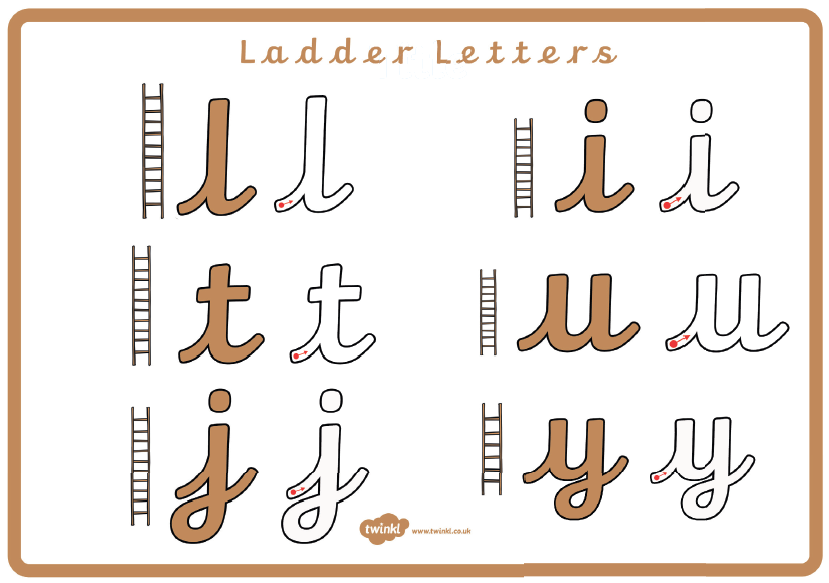 Ladder Letters
l l i i
t t u u
j j y y
twinkl www.twinkl.co.uk